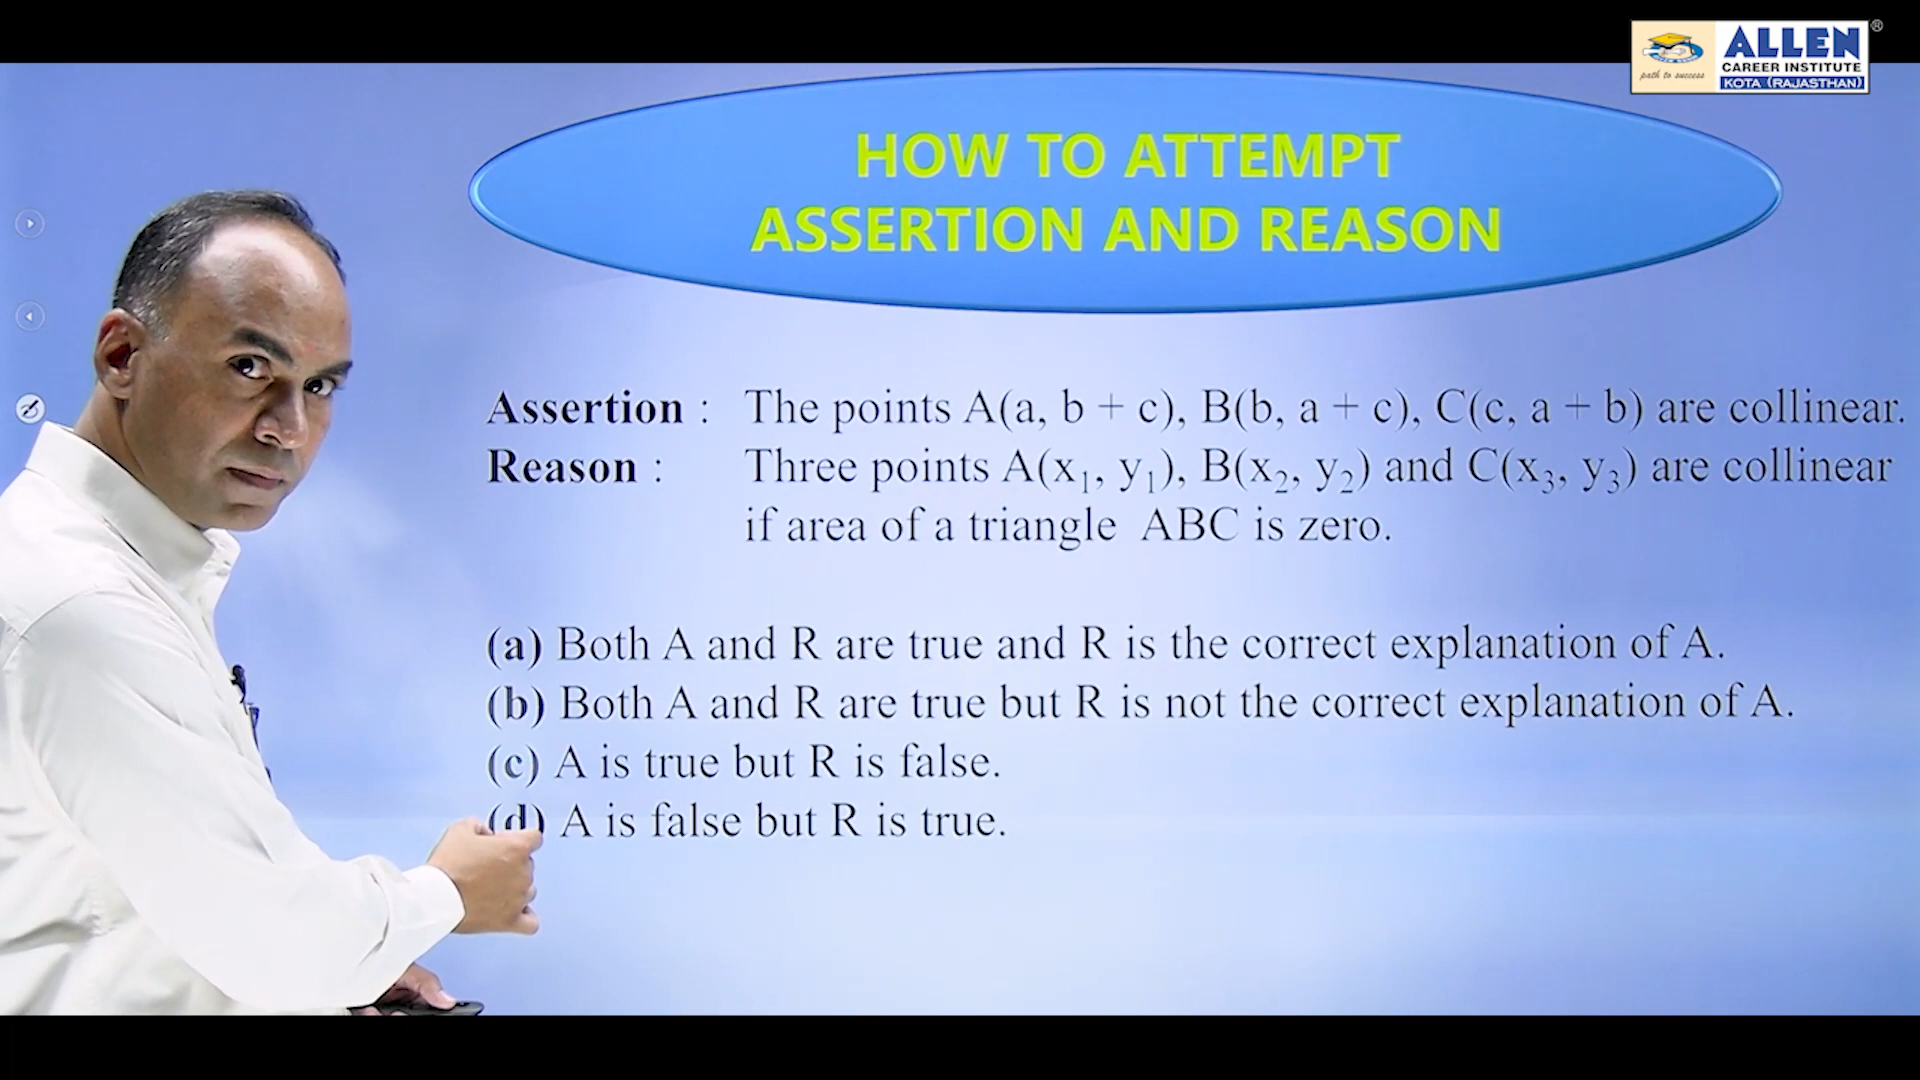 ALLEN
®
path to success
CAREER INSTITUTE
KOTA (RAJASTHAN)
HOW TO ATTEMPT
ASSERTION AND REASON
Assertion : The points A(a, b + c), B(b, a + c), C(c, a + b) are collinear.
Reason : Three points A(x₁, y₁), B(x₂, y₂) and C(x₃, y₃) are collinear
if area of a triangle ABC is zero.
(a) Both A and R are true and R is the correct explanation of A.
(b) Both A and R are true but R is not the correct explanation of A.
(c) A is true but R is false.
(d) A is false but R is true.